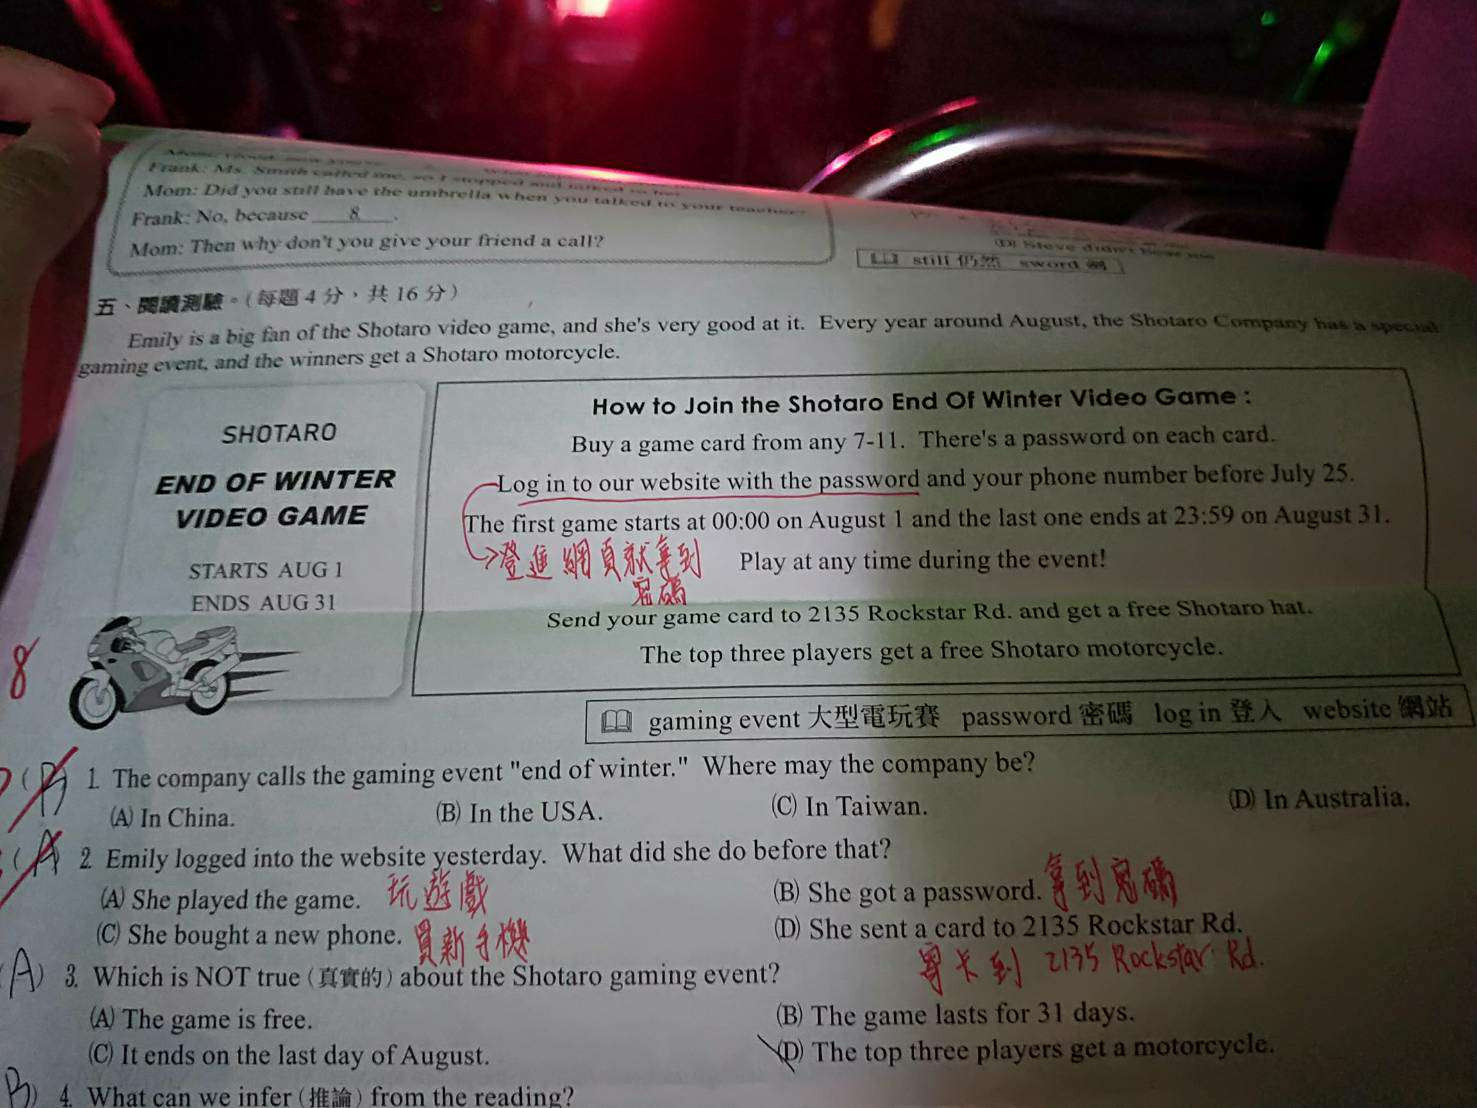 Frank: Ms. Smith called me, so I stopped and talked to her.
Mom: Did you still have the umbrella when you talked to your teacher?
Frank: No, because 8 .
Mom: Then why don't you give your friend a call?
still 仍然 sword 劍
五、閱讀測驗。(每題 4 分,共 16 分)
Emily is a big fan of the Shotaro video game, and she's very good at it. Every year around August, the Shotaro Company has a special
gaming event, and the winners get a Shotaro motorcycle.
SHOTARO
END OF WINTER
VIDEO GAME
STARTS AUG 1
ENDS AUG 31
How to Join the Shotaro End Of Winter Video Game :
Buy a game card from any 7-11. There's a password on each card.
Log in to our website with the password and your phone number before July 25.
The first game starts at 00:00 on August 1 and the last one ends at 23:59 on August 31.
→登進網頁就拿到
密碼
Play at any time during the event!
Send your game card to 2135 Rockstar Rd. and get a free Shotaro hat.
The top three players get a free Shotaro motorcycle.
8
gaming event 大型電玩賽 password 密碼 log in 登入 website 網站
(B) 1. The company calls the gaming event "end of winter." Where may the company be?
(A) In China. (B) In the USA. (C) In Taiwan. (D) In Australia.
(A) 2. Emily logged into the website yesterday. What did she do before that?
(A) She played the game. 玩遊戲 (B) She got a password. 拿到密碼
(C) She bought a new phone. 買新手機 (D) She sent a card to 2135 Rockstar Rd.
寄卡到 2135 Rockstar Rd.
(A) 3. Which is NOT true (真實的) about the Shotaro gaming event?
(A) The game is free. (B) The game lasts for 31 days.
(C) It ends on the last day of August. (D) The top three players get a motorcycle.
(B) 4. What can we infer (推論) from the reading?